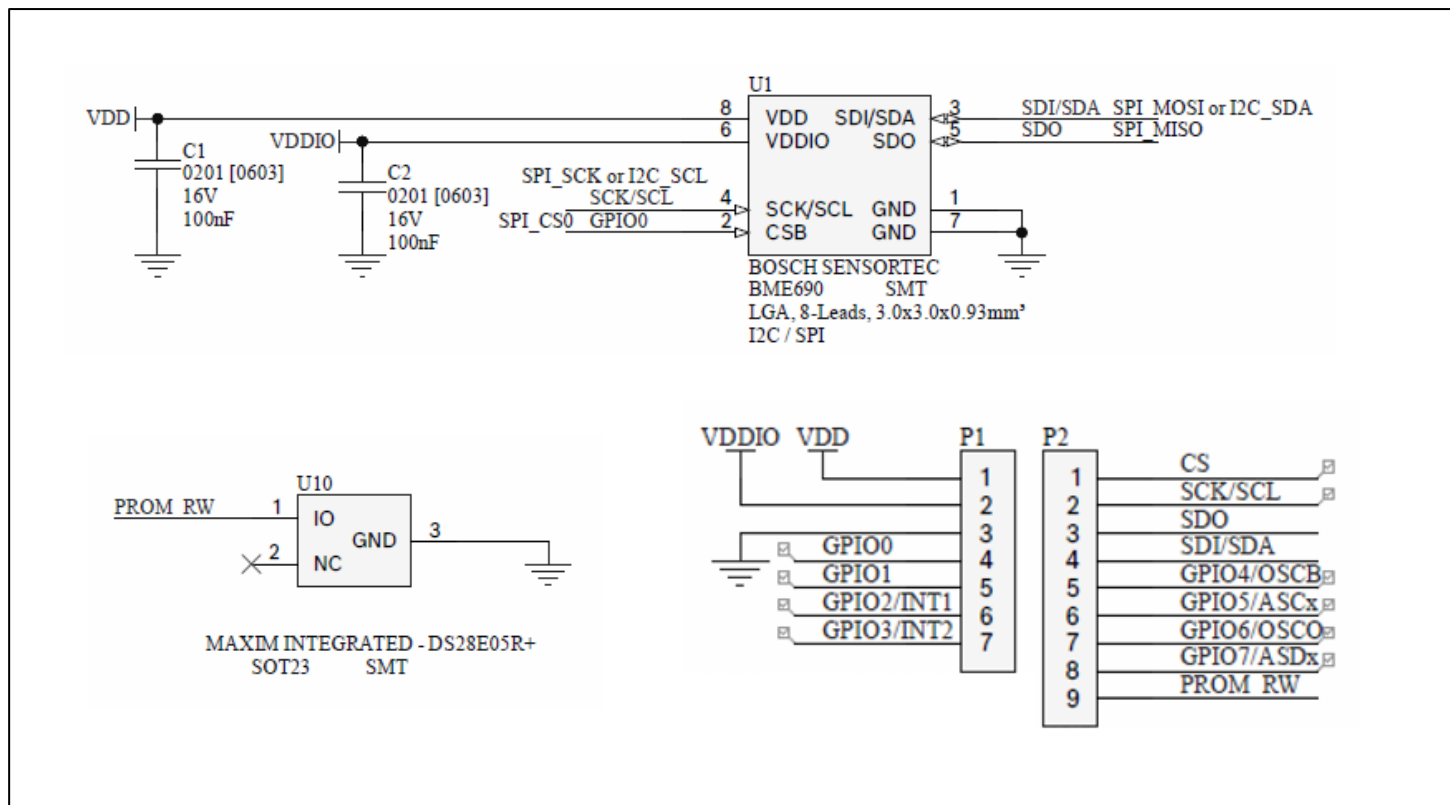 U1
VDD 8 VDD SDI/SDA 3 SDI/SDA SPI_MOSI or I2C_SDA
VDDIO 6 VDDIO SDO 5 SDO SPI_MISO
C1
0201 [0603]
16V
100nF
C2
0201 [0603]
16V
100nF
SPI_SCK or I2C_SCL
SCK/SCL 4 SCK/SCL GND 1
SPI_CS0 GPIO0 2 CSB GND 7
BOSCH SENSORTEC
BME690 SMT
LGA, 8-Leads, 3.0x3.0x0.93mm³
I2C / SPI
U10
PROM_RW 1 IO
GND 3
2 NC
MAXIM INTEGRATED - DS28E05R+
SOT23 SMT
VDDIO VDD P1 P2
1
2
3
GPIO0 4
GPIO1 5
GPIO2/INT1 6
GPIO3/INT2 7
1 CS
2 SCK/SCL
3 SDO
4 SDI/SDA
5 GPIO4/OSCB
6 GPIO5/ASCx
7 GPIO6/OSCO
8 GPIO7/ASDx
9 PROM_RW